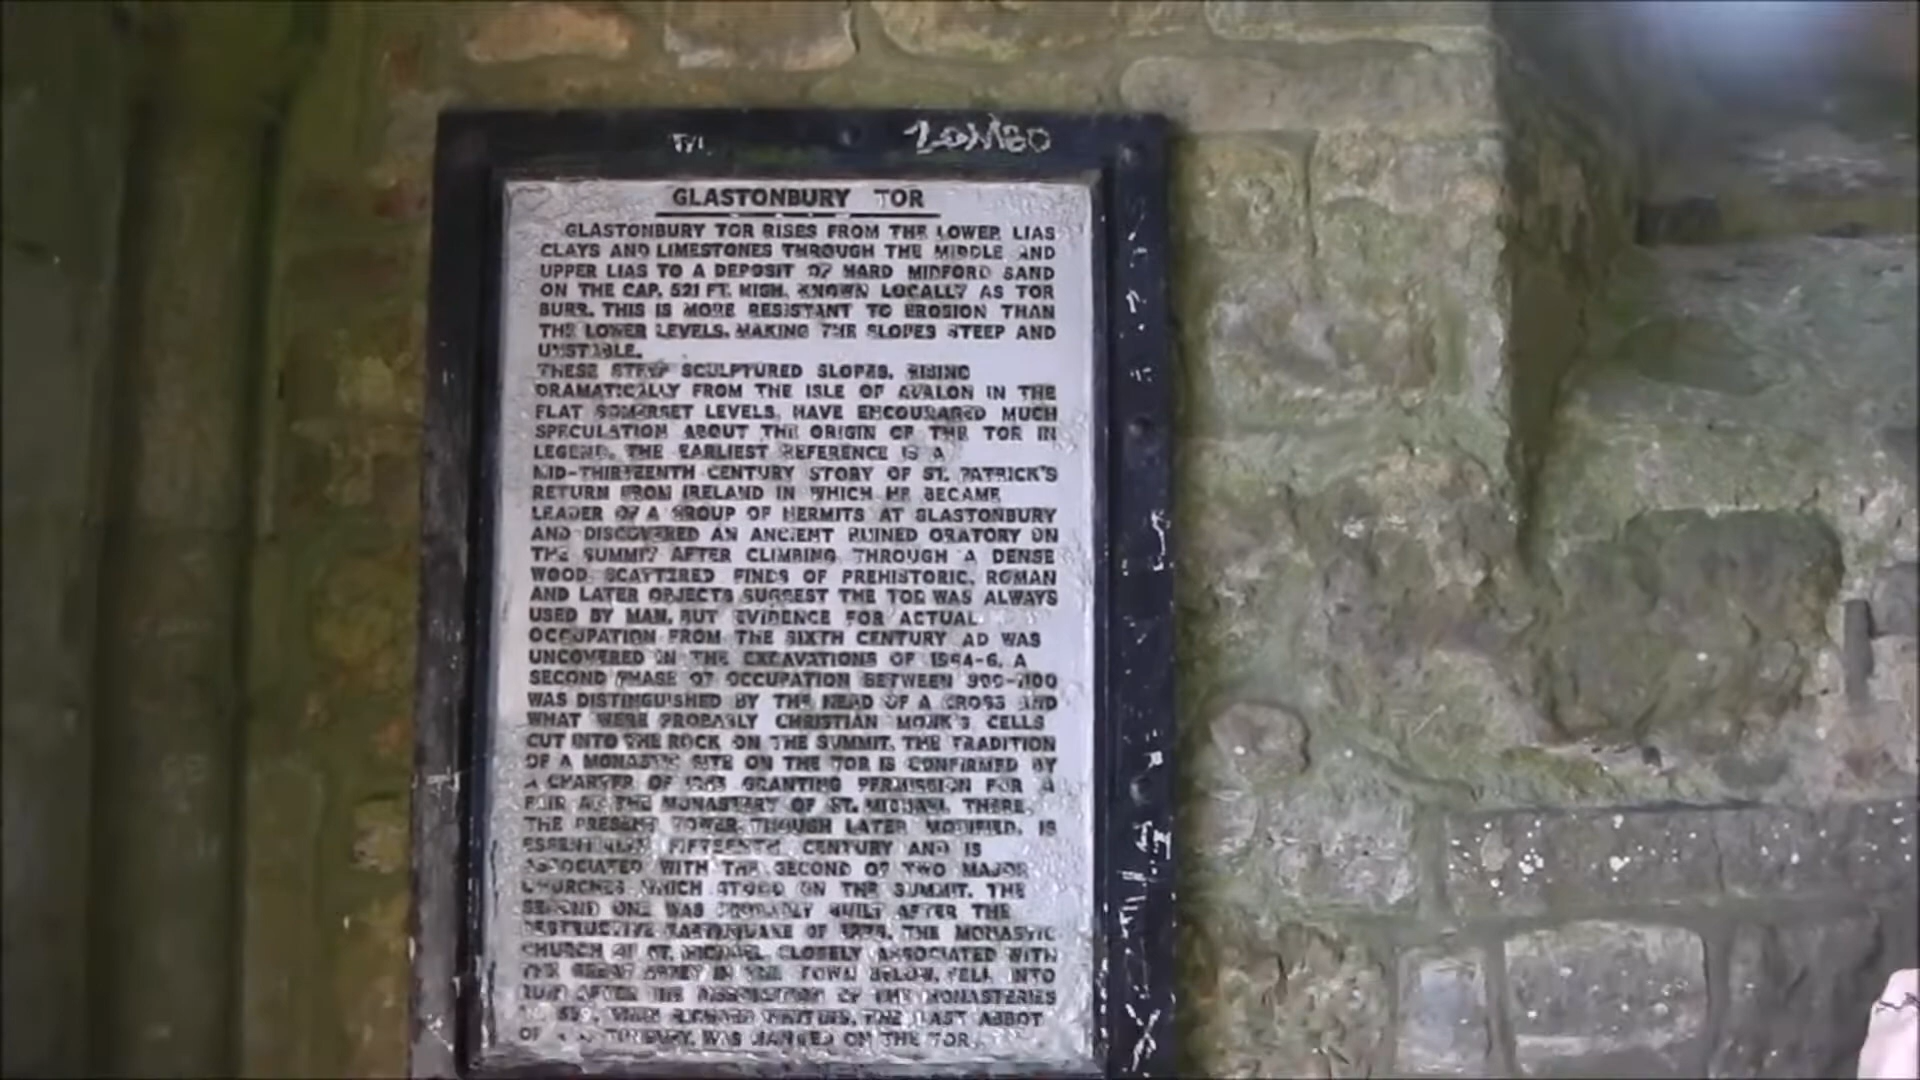 ZOMBO
GLASTONBURY TOR
GLASTONBURY TOR RISES FROM THE LOWER LIAS
CLAYS AND LIMESTONES THROUGH THE MIDDLE AND
UPPER LIAS TO A DEPOSIT OF HARD MIDFORD SAND
ON THE CAP, 521 FT. HIGH, KNOWN LOCALLY AS TOR
BURR. THIS IS MORE RESISTANT TO EROSION THAN
THE LOWER LEVELS, MAKING THE SLOPES STEEP AND
UNSTABLE.
THESE STEEP SCULPTURED SLOPES, RISING
DRAMATICALLY FROM THE ISLE OF AVALON IN THE
FLAT SOMERSET LEVELS, HAVE ENCOURAGED MUCH
SPECULATION ABOUT THE ORIGIN OF THE TOR IN
LEGEND. THE EARLIEST REFERENCE IS A
MID-THIRTEENTH CENTURY STORY OF ST. PATRICK'S
RETURN FROM IRELAND IN WHICH HE BECAME
LEADER OF A GROUP OF HERMITS AT GLASTONBURY
AND DISCOVERED AN ANCIENT RUINED ORATORY ON
THE SUMMIT AFTER CLIMBING THROUGH A DENSE
WOOD. SCATTERED FINDS OF PREHISTORIC, ROMAN
AND LATER OBJECTS SUGGEST THE TOR WAS ALWAYS
USED BY MAN, BUT EVIDENCE FOR ACTUAL
OCCUPATION FROM THE SIXTH CENTURY AD WAS
UNCOVERED IN THE EXCAVATIONS OF 1964-6. A
SECOND PHASE OF OCCUPATION BETWEEN 900-1100
WAS DISTINGUISHED BY THE HEAD OF A CROSS AND
WHAT WERE PROBABLY CHRISTIAN MONK'S CELLS
CUT INTO THE ROCK ON THE SUMMIT. THE TRADITION
OF A MONASTIC SITE ON THE TOR IS CONFIRMED BY
A CHARTER OF GRANTING PERMISSION FOR A
FAIR AT THE MONASTERY OF ST. MICHAEL THERE.
THE PRESENT TOWER, THOUGH LATER MODIFIED, IS
ESSENTIALLY FIFTEENTH CENTURY AND IS
ASSOCIATED WITH THE SECOND OF TWO MAJOR
CHURCHES WHICH STOOD ON THE SUMMIT. THE
SECOND ONE WAS PROBABLY BUILT AFTER THE
DESTRUCTIVE EARTHQUAKE OF THE MONASTIC
CHURCH OF ST. MICHAEL, CLOSELY ASSOCIATED WITH
THE GREAT ABBEY IN THE TOWN BELOW, FELL INTO
RUIN AFTER THE DISSOLUTION OF THE MONASTERIES
WHEN RICHARD WHITING, THE LAST ABBOT
OF WAS HANGED ON THE TOR.